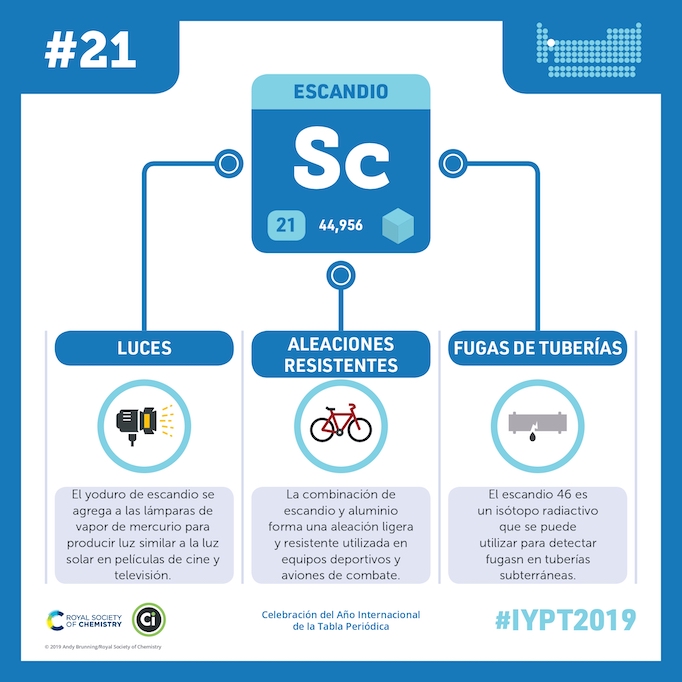 #21
ESCANDIO
Sc
21 44,956
LUCES
El yoduro de escandio se
agrega a las lámparas de
vapor de mercurio para
producir luz similar a la luz
solar en películas de cine y
televisión.
ALEACIONES
RESISTENTES
La combinación de
escandio y aluminio
forma una aleación ligera
y resistente utilizada en
equipos deportivos y
aviones de combate.
FUGAS DE TUBERÍAS
El escandio 46 es
un isótopo radiactivo
que se puede
utilizar para detectar
fugasn en tuberías
subterráneas.
ROYAL SOCIETY
OF CHEMISTRY
Ci
Celebración del Año Internacional
de la Tabla Periódica
#IYPT2019
© 2019 Andy Brunning/Royal Society of Chemistry